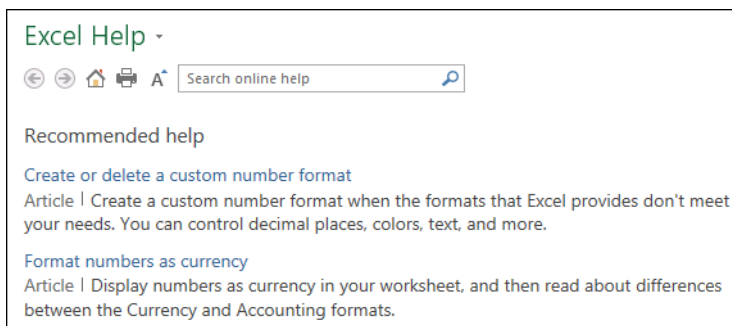 Excel Help
A
Search online help
Recommended help
Create or delete a custom number format
Article | Create a custom number format when the formats that Excel provides don't meet
your needs. You can control decimal places, colors, text, and more.
Format numbers as currency
Article | Display numbers as currency in your worksheet, and then read about differences
between the Currency and Accounting formats.